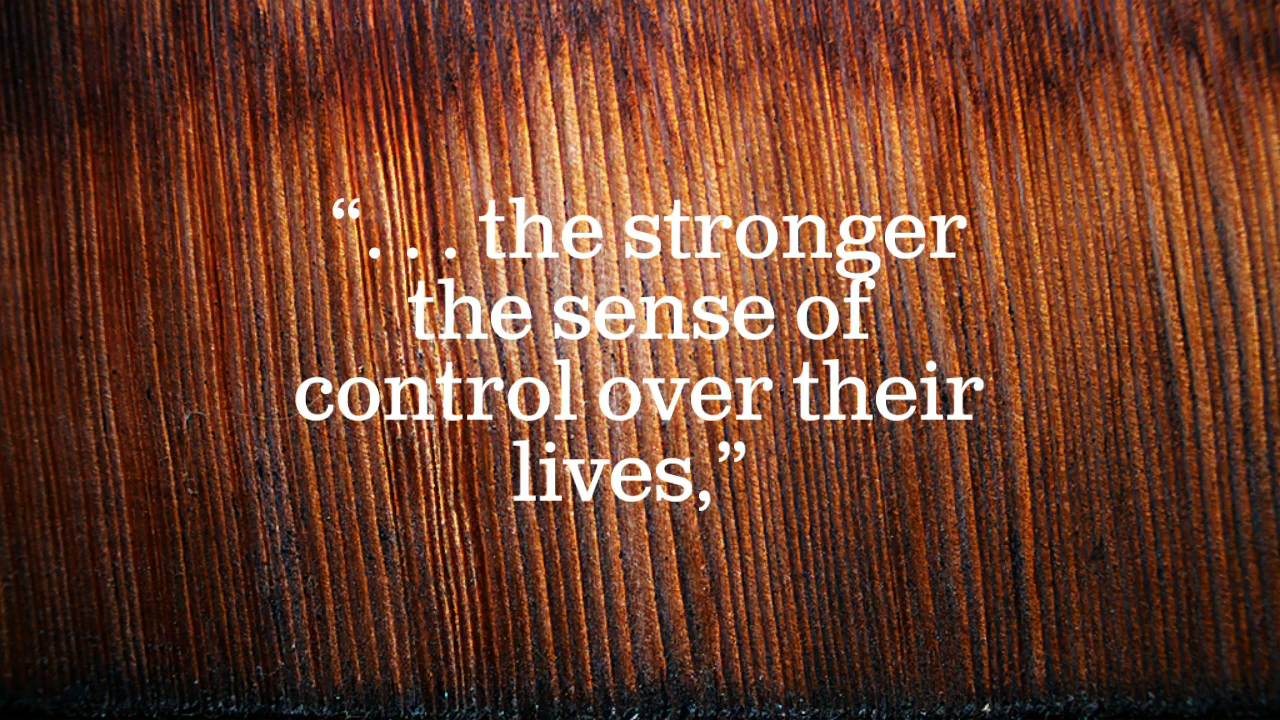 “. . . the stronger
the sense of
control over their
lives,”